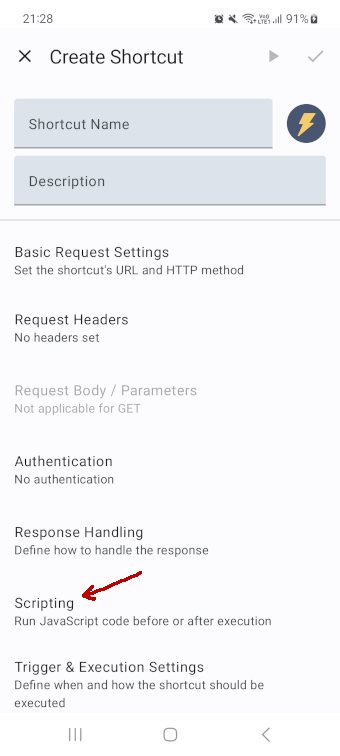 21:28
Vo))
LTE1
91%
Create Shortcut
Shortcut Name
Description
Basic Request Settings
Set the shortcut's URL and HTTP method
Request Headers
No headers set
Request Body / Parameters
Not applicable for GET
Authentication
No authentication
Response Handling
Define how to handle the response
Scripting
Run JavaScript code before or after execution
Trigger & Execution Settings
Define when and how the shortcut should be
executed